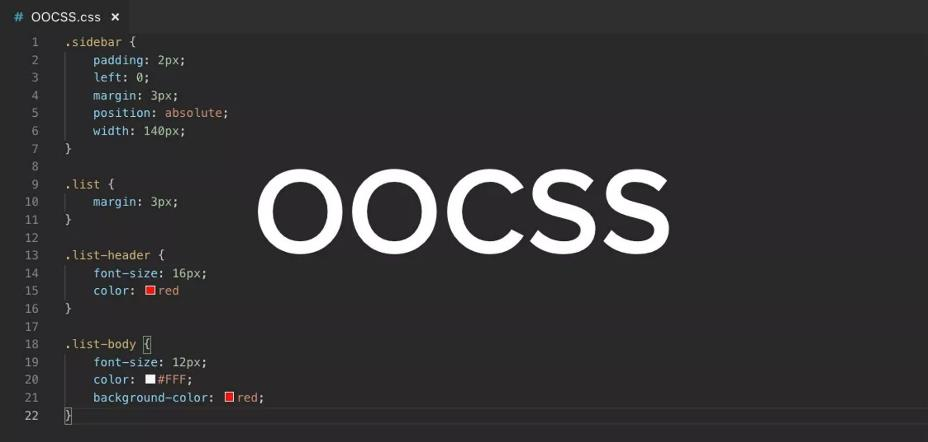 # OOCSS.css ×
1 .sidebar {
2 padding: 2px;
3 left: 0;
4 margin: 3px;
5 position: absolute;
6 width: 140px;
7 }
8
9 .list {
10 margin: 3px;
11 }
12
13 .list-header {
14 font-size: 16px;
15 color: red
16 }
17
18 .list-body {
19 font-size: 12px;
20 color: #FFF;
21 background-color: red;
22 }
OOCSS